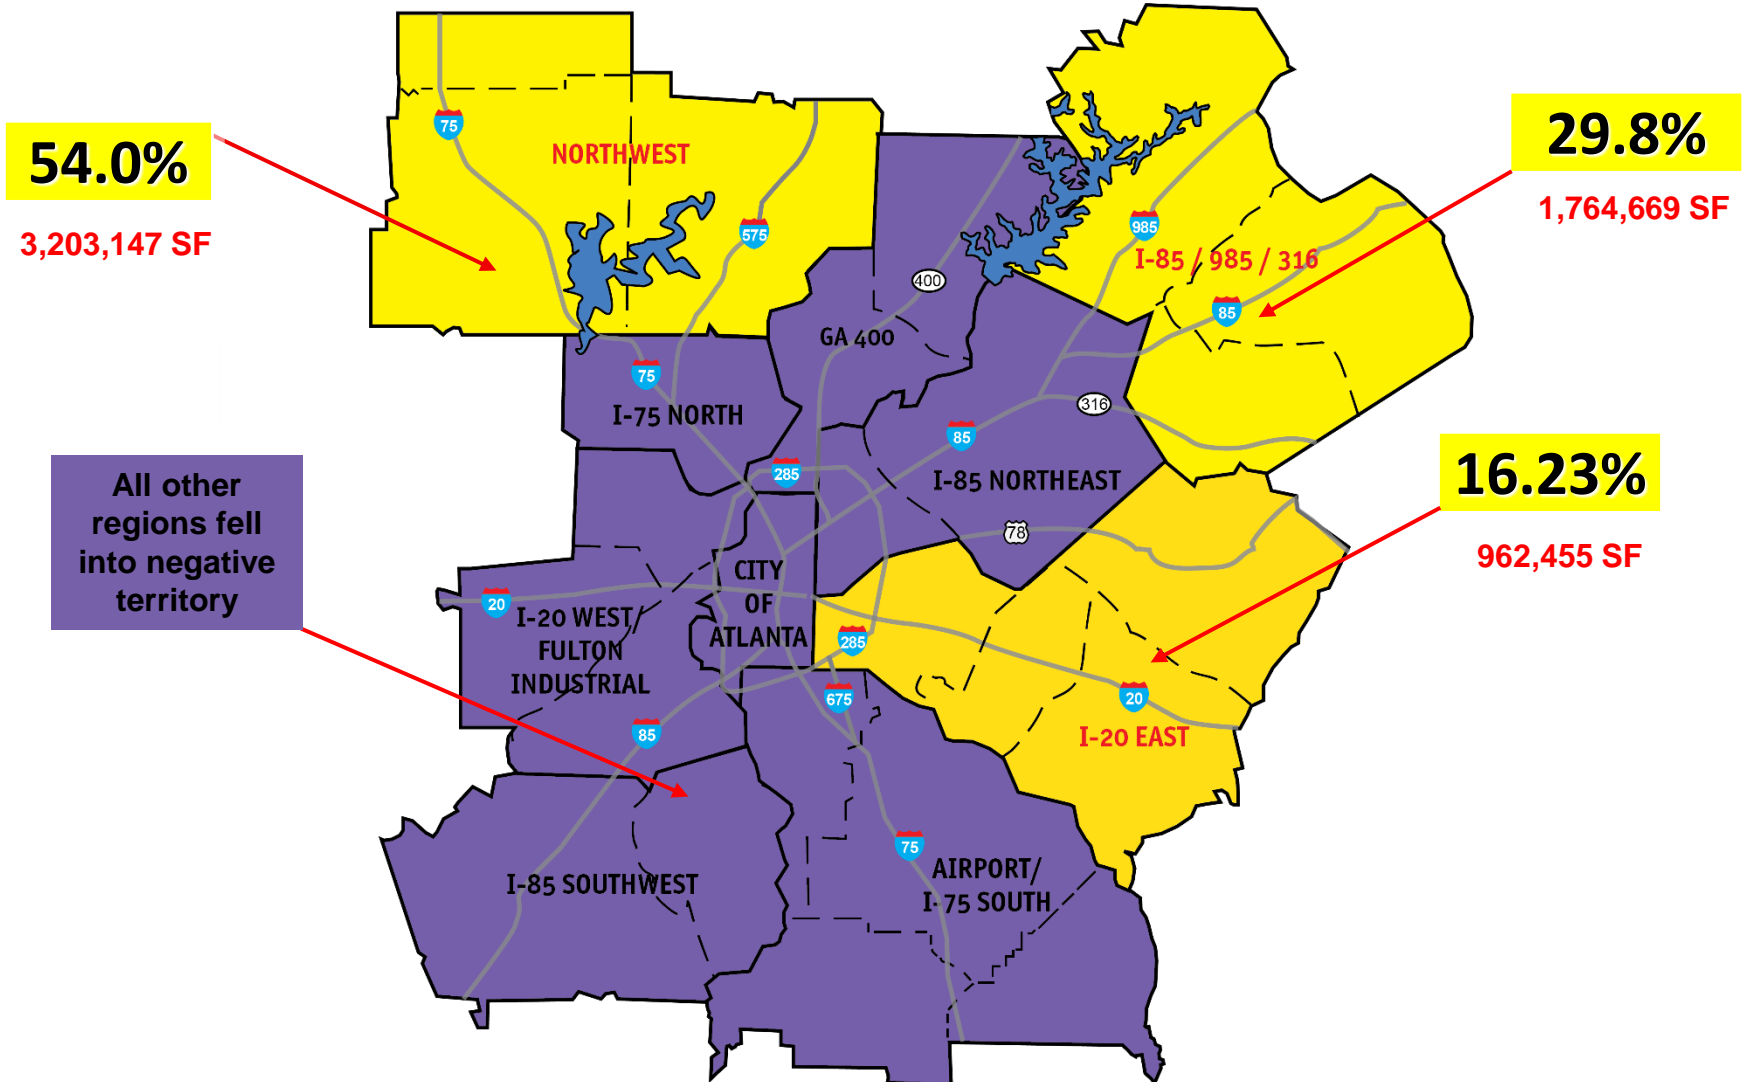 54.0%
3,203,147 SF
29.8%
1,764,669 SF
16.23%
962,455 SF
All other
regions fell
into negative
territory
75
NORTHWEST
575
985
I-85 / 985 / 316
85
400
GA 400
75
I-75 NORTH
316
85
285
I-85 NORTHEAST
78
CITY
OF
ATLANTA
20
I-20 WEST/
FULTON
INDUSTRIAL
285
675
20
I-20 EAST
85
75
I-85 SOUTHWEST
AIRPORT/
I-75 SOUTH